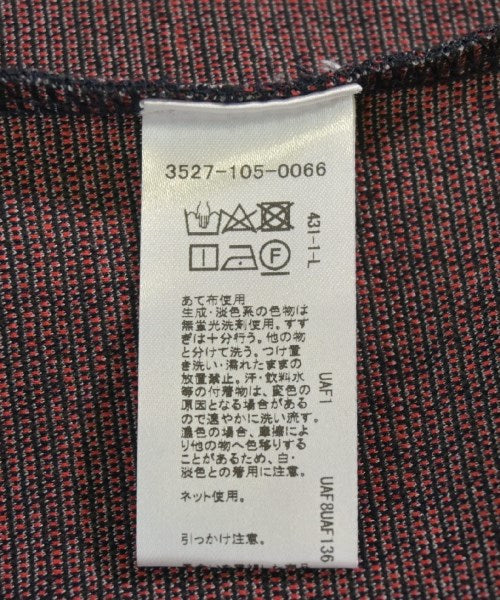 3527-105-0066
431-1-L
F
あて布使用
生成・淡色系の色物は
無蛍光洗剤使用。すす
ぎは十分行う。他の物
と分けて洗う。つけ置
き洗い・濡れたままの
放置禁止。汗・飲料水
等の付着物は、変色の
原因となる場合がある
ので速やかに洗い流す。
濃色の場合、摩擦によ
り他の物へ色移りする
ことがあるため、白・
淡色との着用に注意。
ネット使用。
引っかけ注意。
UAF1
UAF8UAF136